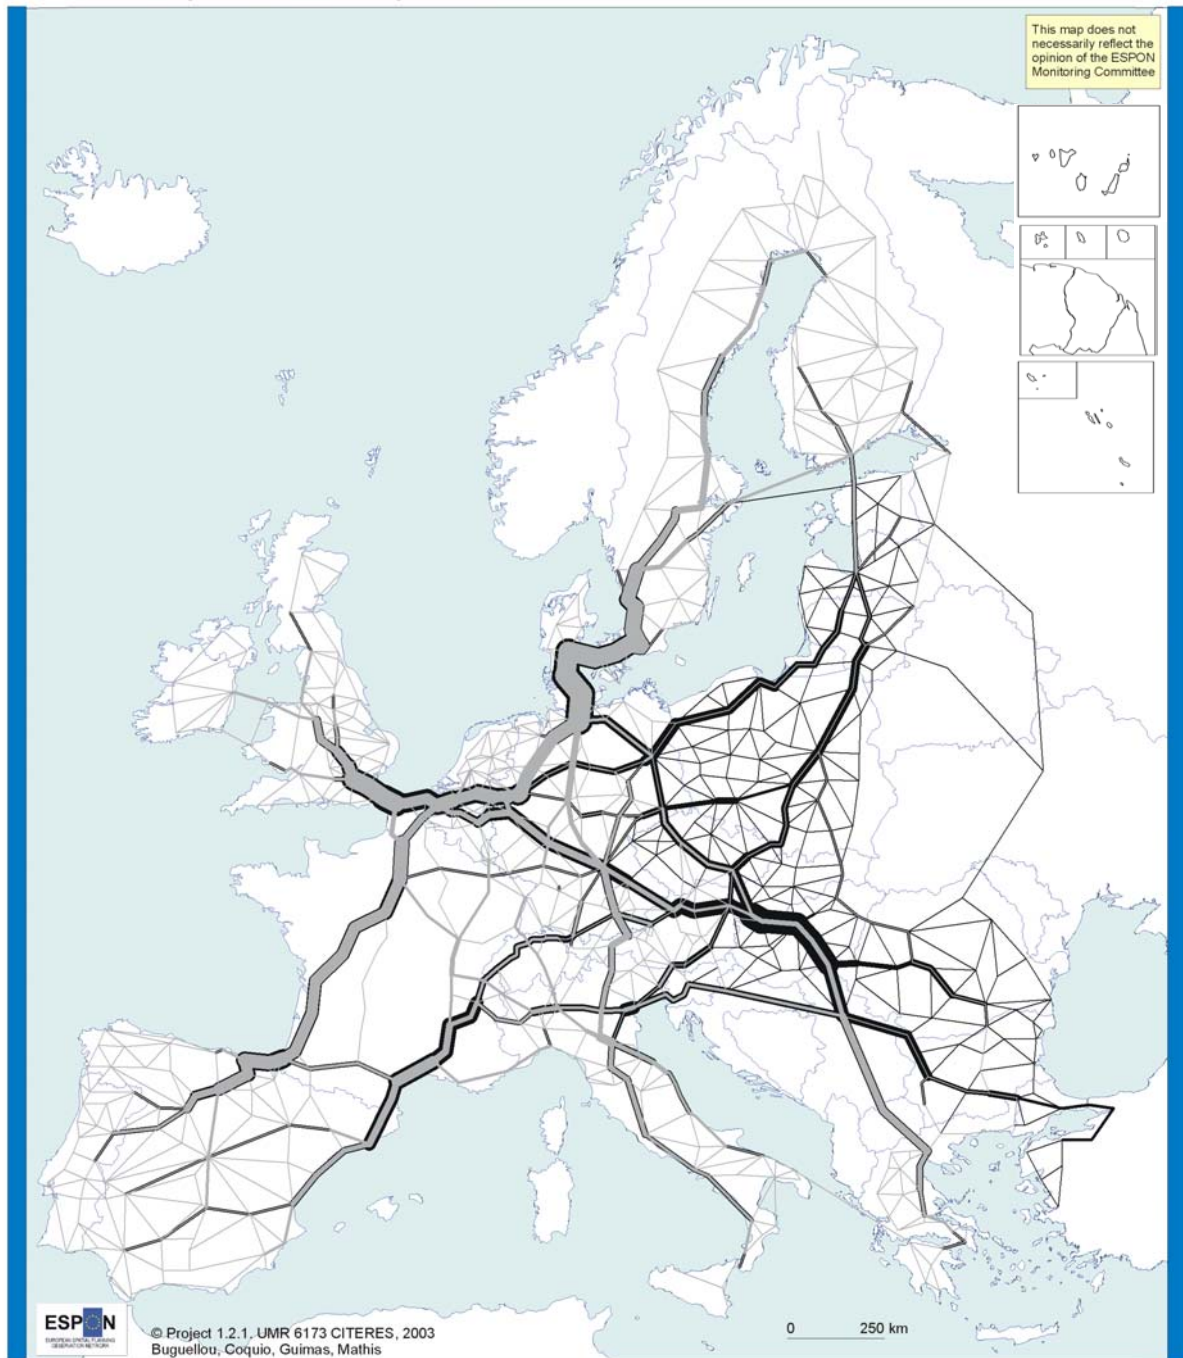 This map does not
necessarily reflect the
opinion of the ESPON
Monitoring Committee
ESPON
EUROPEAN SPATIAL PLANNING
OBSERVATION NETWORK
© Project 1.2.1, UMR 6173 CITERES, 2003
Buguellou, Coquio, Guimas, Mathis
0 250 km